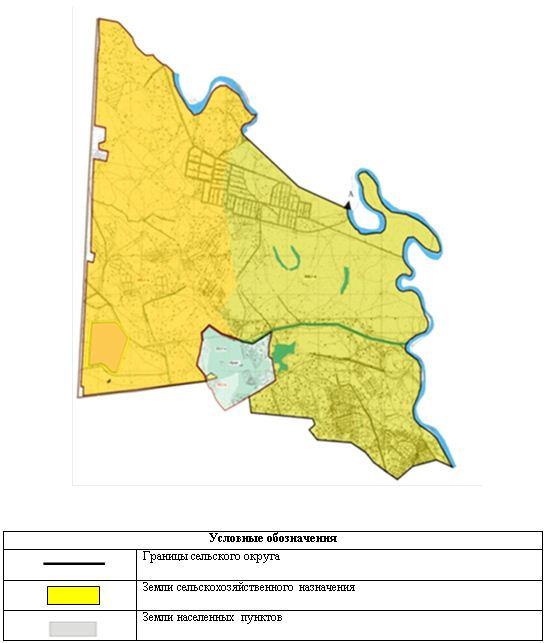 А
Условные обозначения
Границы сельского округа
Земли сельскохозяйственного назначения
Земли населенных пунктов